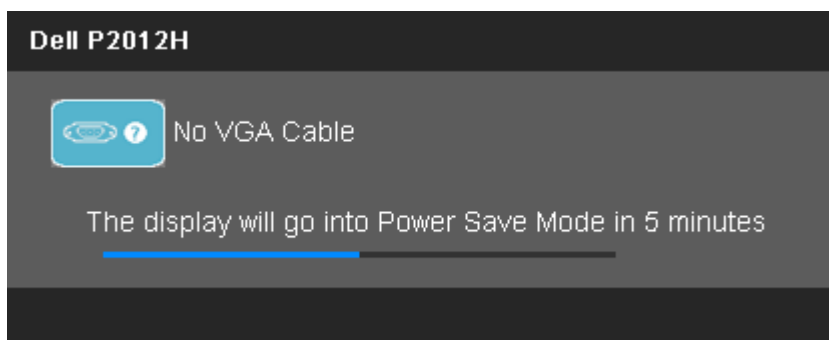 Dell P2012H
No VGA Cable
The display will go into Power Save Mode in 5 minutes